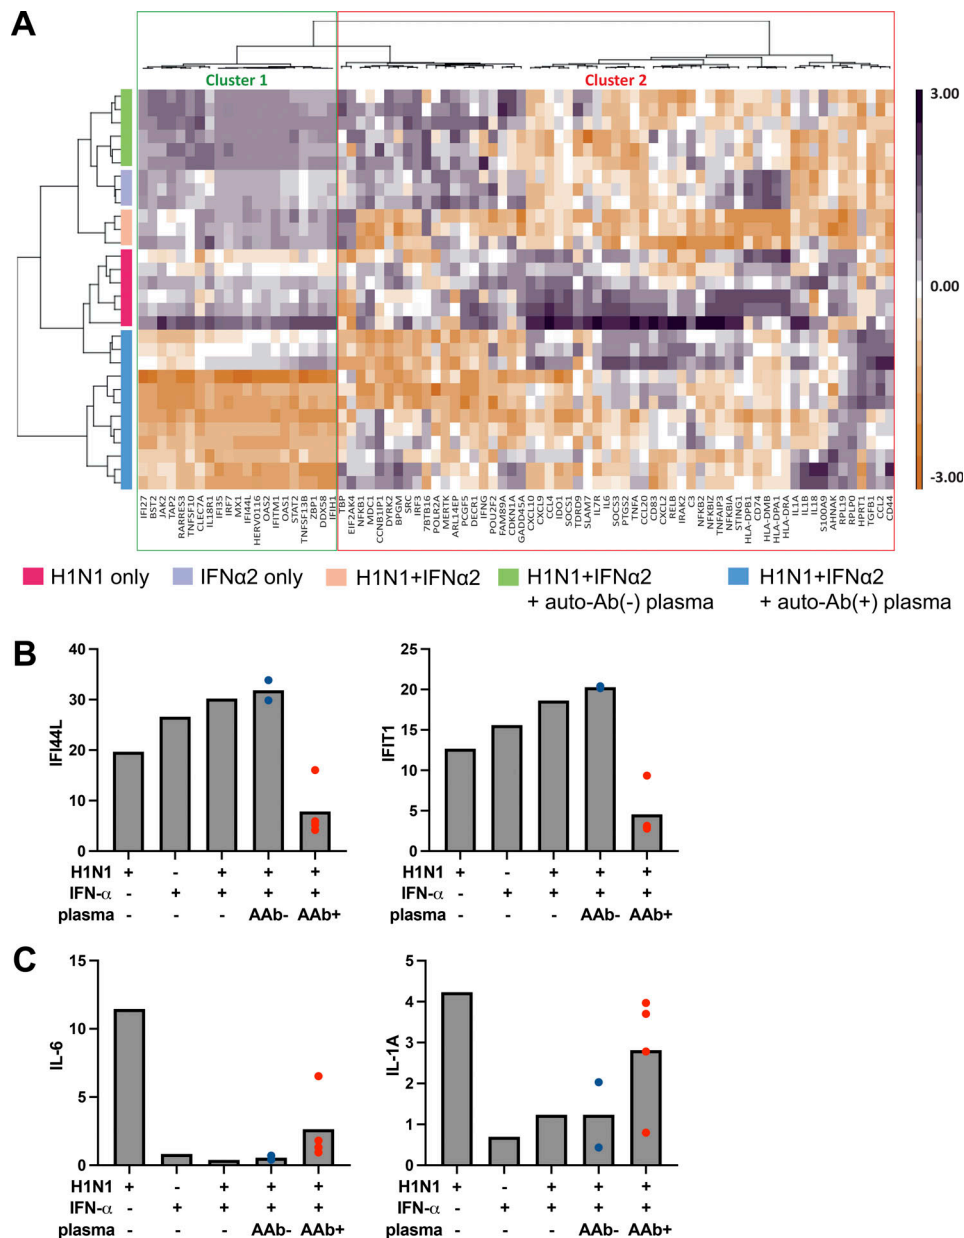 A
Cluster 1
Cluster 2
3.00
0.00
-3.00
IFI27
BST2
JAK2
TAP2
RARRES3
TNFSF10
CLEC7A
IL18R1
IFI35
IRF7
MX1
IFI44L
HERV0116
OAS2
IFITM1
OAS1
STAT2
TNFSF13B
ZBP1
DDX58
IFIH1
TBP
EIF2AK4
NFKB1
MDC1
CCNB1IP1
DYRK2
BPGM
SRC
IRF3
7BTB16
POLR2A
MERTK
ARL14EP
PCGF5
DECR1
IFNG
POU2F2
FAM89A
CDKN1A
GADD45A
CXCL10
CXCL9
CCL4
IDO1
SOCS1
TDRD9
SLAMF7
IL7R
OLR1
IL6
SOCS3
PTGS2
TNFA
CCL25
CD83
CXCL2
RELB
IRAK2
C3
NFKB2
NFKBIZ
TNFAIP3
NFKBIA
STING1
HLA-DPB1
CD74
HLA-DMB
HLA-DPA1
HLA-DRA
IL1A
IL1B
IL18
S100A9
AHNAK
RPL19
RPLP0
HPRT1
TGFB1
CCL2
CD44
H1N1 only
IFNα2 only
H1N1+IFNα2
H1N1+IFNα2
+ auto-Ab(-) plasma
H1N1+IFNα2
+ auto-Ab(+) plasma
B
IFI44L
40
30
20
10
0
H1N1 + - + + +
IFN-α - + + + +
plasma - - - AAb- AAb+
IFIT1
25
20
15
10
5
0
H1N1 + - + + +
IFN-α - + + + +
plasma - - - AAb- AAb+
C
IL-6
15
10
5
0
H1N1 + - + + +
IFN-α - + + + +
plasma - - - AAb- AAb+
IL-1A
5
4
3
2
1
0
H1N1 + - + + +
IFN-α - + + + +
plasma - - - AAb- AAb+